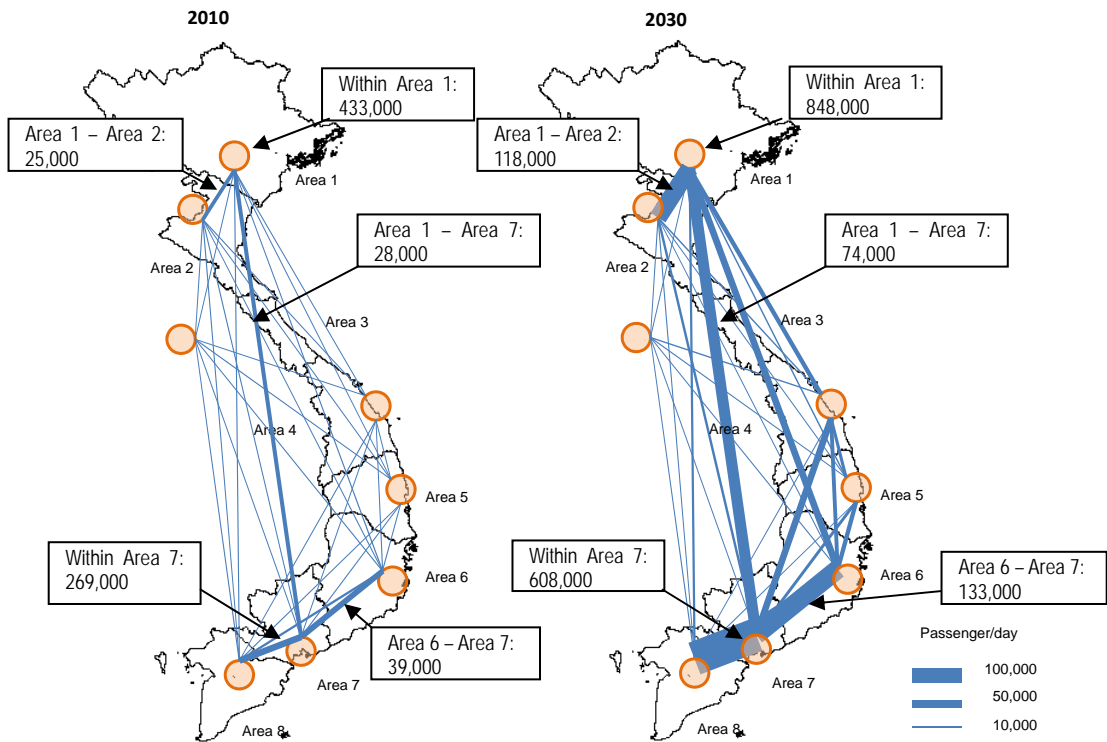 2010
2030
Within Area 1:
433,000
Area 1 – Area 2:
25,000
Area 1
Area 1 – Area 7:
28,000
Area 2
Area 3
Area 4
Area 5
Within Area 7:
269,000
Area 6
Area 6 – Area 7:
39,000
Area 7
Area 8
Within Area 1:
848,000
Area 1 – Area 2:
118,000
Area 1
Area 1 – Area 7:
74,000
Area 2
Area 3
Area 4
Area 5
Within Area 7:
608,000
Area 6
Area 6 – Area 7:
133,000
Area 7
Area 8
Passenger/day
100,000
50,000
10,000